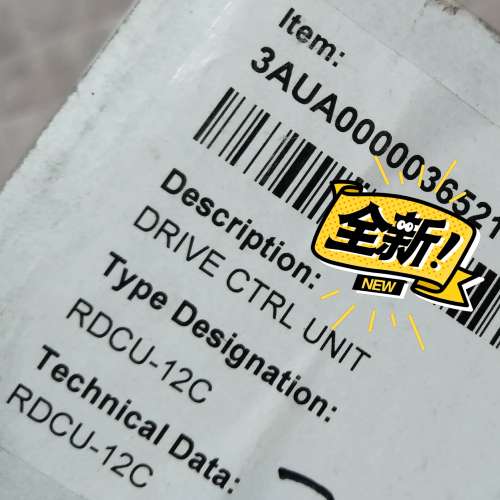 Item:
3AUA0000036521
Description:
DRIVE CTRL UNIT
Type Designation:
RDCU-12C
Technical Data:
RDCU-12C
全新!
NEW